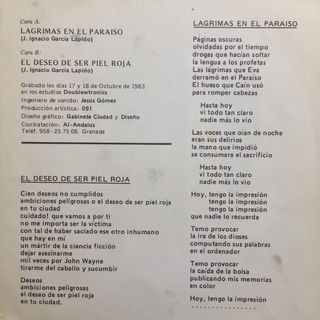 Cara A:
LAGRIMAS EN EL PARAISO
(J. Ignacio García Lapido)
Cara B:
EL DESEO DE SER PIEL ROJA
(J. Ignacio García Lapido)
Grabado los días 17 y 18 de Octubre de 1983
en los estudios Doublewtronics
Ingeniero de sonido: Jesús Gómez
Producción artística: 091
Diseño gráfico: Gabinete Ciudad y Diseño
Contratación: Al-Andalus
Teléf. 958-25 75 08. Granada
EL DESEO DE SER PIEL ROJA
Cien deseos no cumplidos
ambiciones peligrosas o el deseo de ser piel roja
en tu ciudad
cuidado! que vamos a por ti
no me importa ser la víctima
con tal de haber saciado ese otro inhumano
que hay en mí
un mártir de la ciencia ficción
dejar asesinarme
mil veces por John Wayne
tirarme del caballo y sucumbir
Deseos
ambiciones peligrosas
el deseo de ser piel roja
en tu ciudad.
LAGRIMAS EN EL PARAISO
Páginas oscuras
olvidadas por el tiempo
drogas que hacían soltar
la lengua a los profetas
Las lágrimas que Eva
derramó en el Paraíso
El hueso que Caín usó
para romper cabezas
Hasta hoy
vi todo tan claro
nadie más lo vio
Las voces que oían de noche
eran sus delirios
la mano que impidió
se consumara el sacrificio
Hasta hoy
vi todo tan claro
nadie más lo vio
Hoy, tengo la impresión
tengo la impresión
tengo la impresión
que nadie lo recuerda
Temo provocar
la ira de los dioses
computando sus palabras
en el ordenador
Temo provocar
la caída de la bolsa
publicando mis memorias
en color
Hoy, tengo la impresión
. . . . . . . . . .